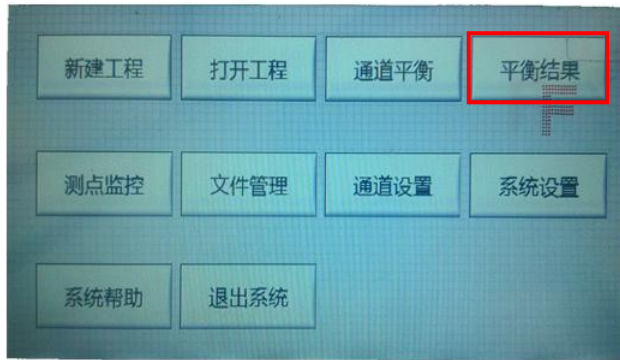 新建工程 打开工程 通道平衡 平衡结果
测点监控 文件管理 通道设置 系统设置
系统帮助 退出系统